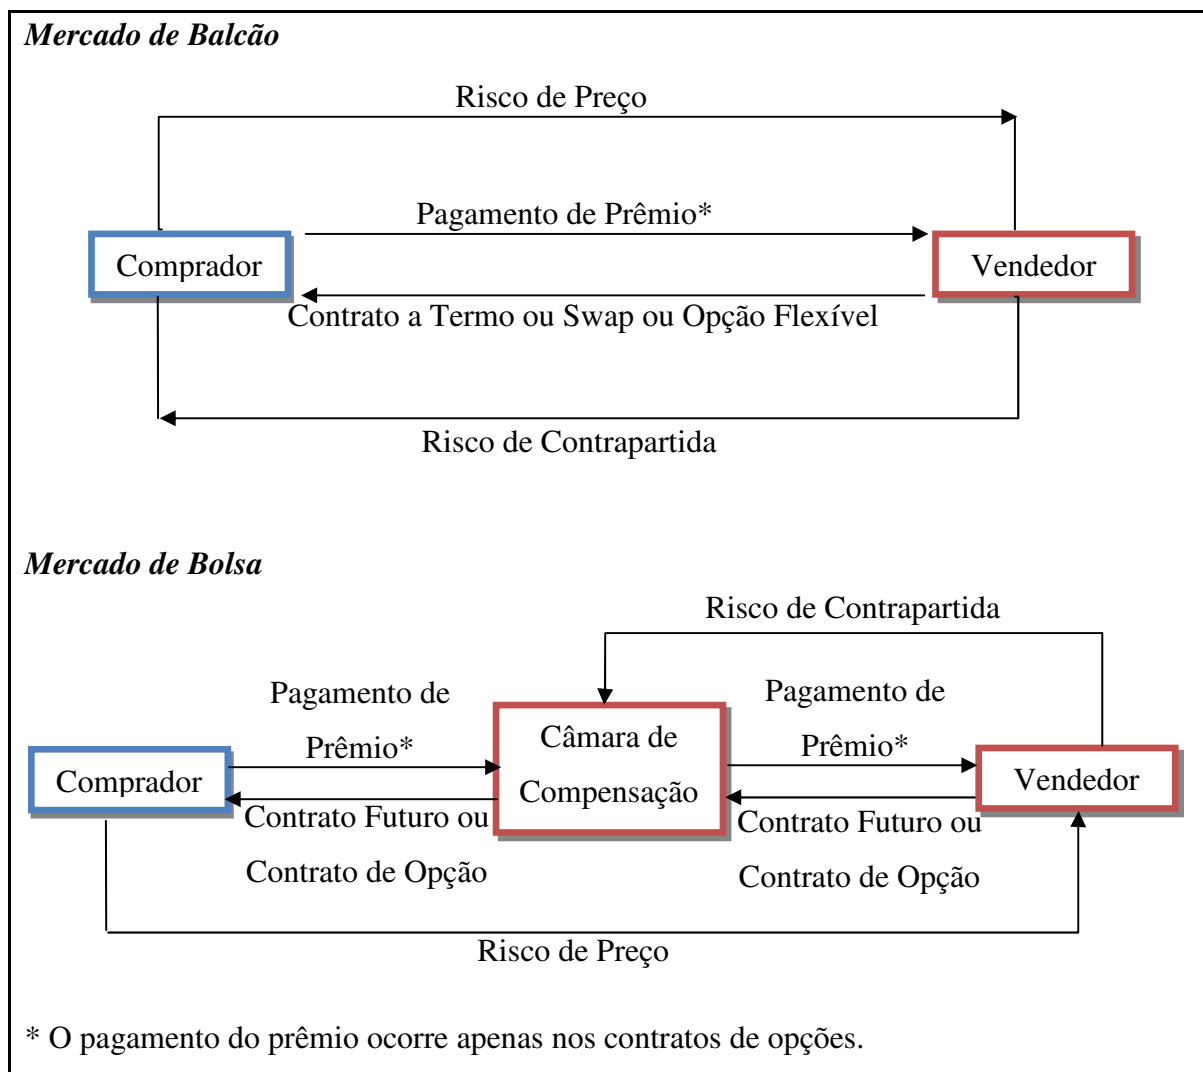 Mercado de Balcão
Risco de Preço
Pagamento de Prêmio*
Comprador
Vendedor
Contrato a Termo ou Swap ou Opção Flexível
Risco de Contrapartida
Mercado de Bolsa
Risco de Contrapartida
Pagamento de
Prêmio*
Pagamento de
Prêmio*
Comprador
Câmara de
Compensação
Vendedor
Contrato Futuro ou
Contrato de Opção
Contrato Futuro ou
Contrato de Opção
Risco de Preço
* O pagamento do prêmio ocorre apenas nos contratos de opções.